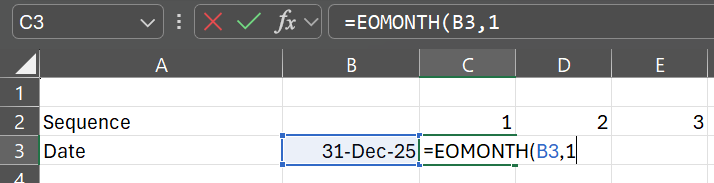 C3 fx =EOMONTH(B3,1
A B C D E
1
2 Sequence 1 2 3
3 Date 31-Dec-25 =EOMONTH(B3,1
4